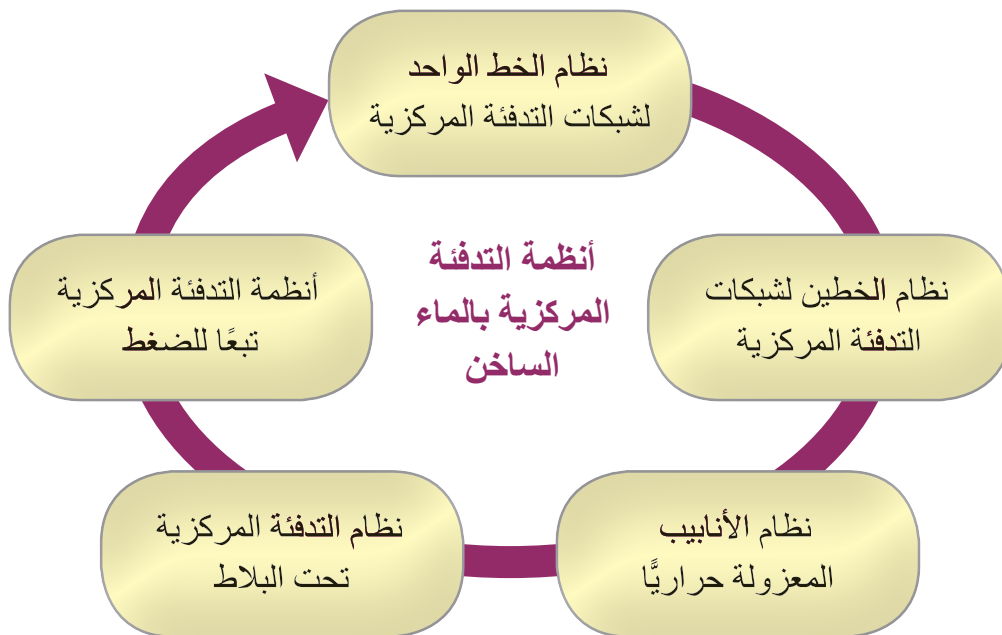 نظام الخط الواحد
لشبكات التدفئة المركزية
أنظمة التدفئة
المركزية بالماء
الساخن
نظام الخطين لشبكات
التدفئة المركزية
نظام الأنابيب
المعزولة حراريًّا
نظام التدفئة المركزية
تحت البلاط
أنظمة التدفئة المركزية
تبعًا للضغط